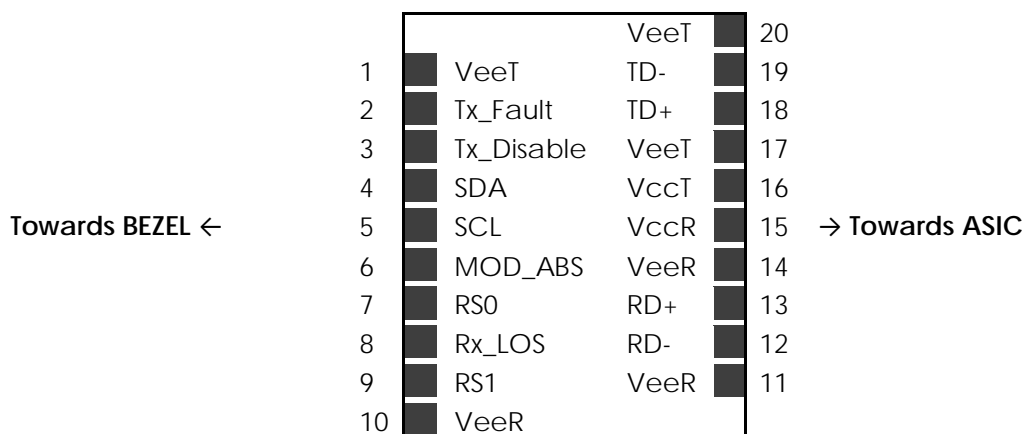 VeeT 20
1 VeeT TD- 19
2 Tx_Fault TD+ 18
3 Tx_Disable VeeT 17
4 SDA VccT 16
Towards BEZEL ← 5 SCL VccR 15 → Towards ASIC
6 MOD_ABS VeeR 14
7 RS0 RD+ 13
8 Rx_LOS RD- 12
9 RS1 VeeR 11
10 VeeR